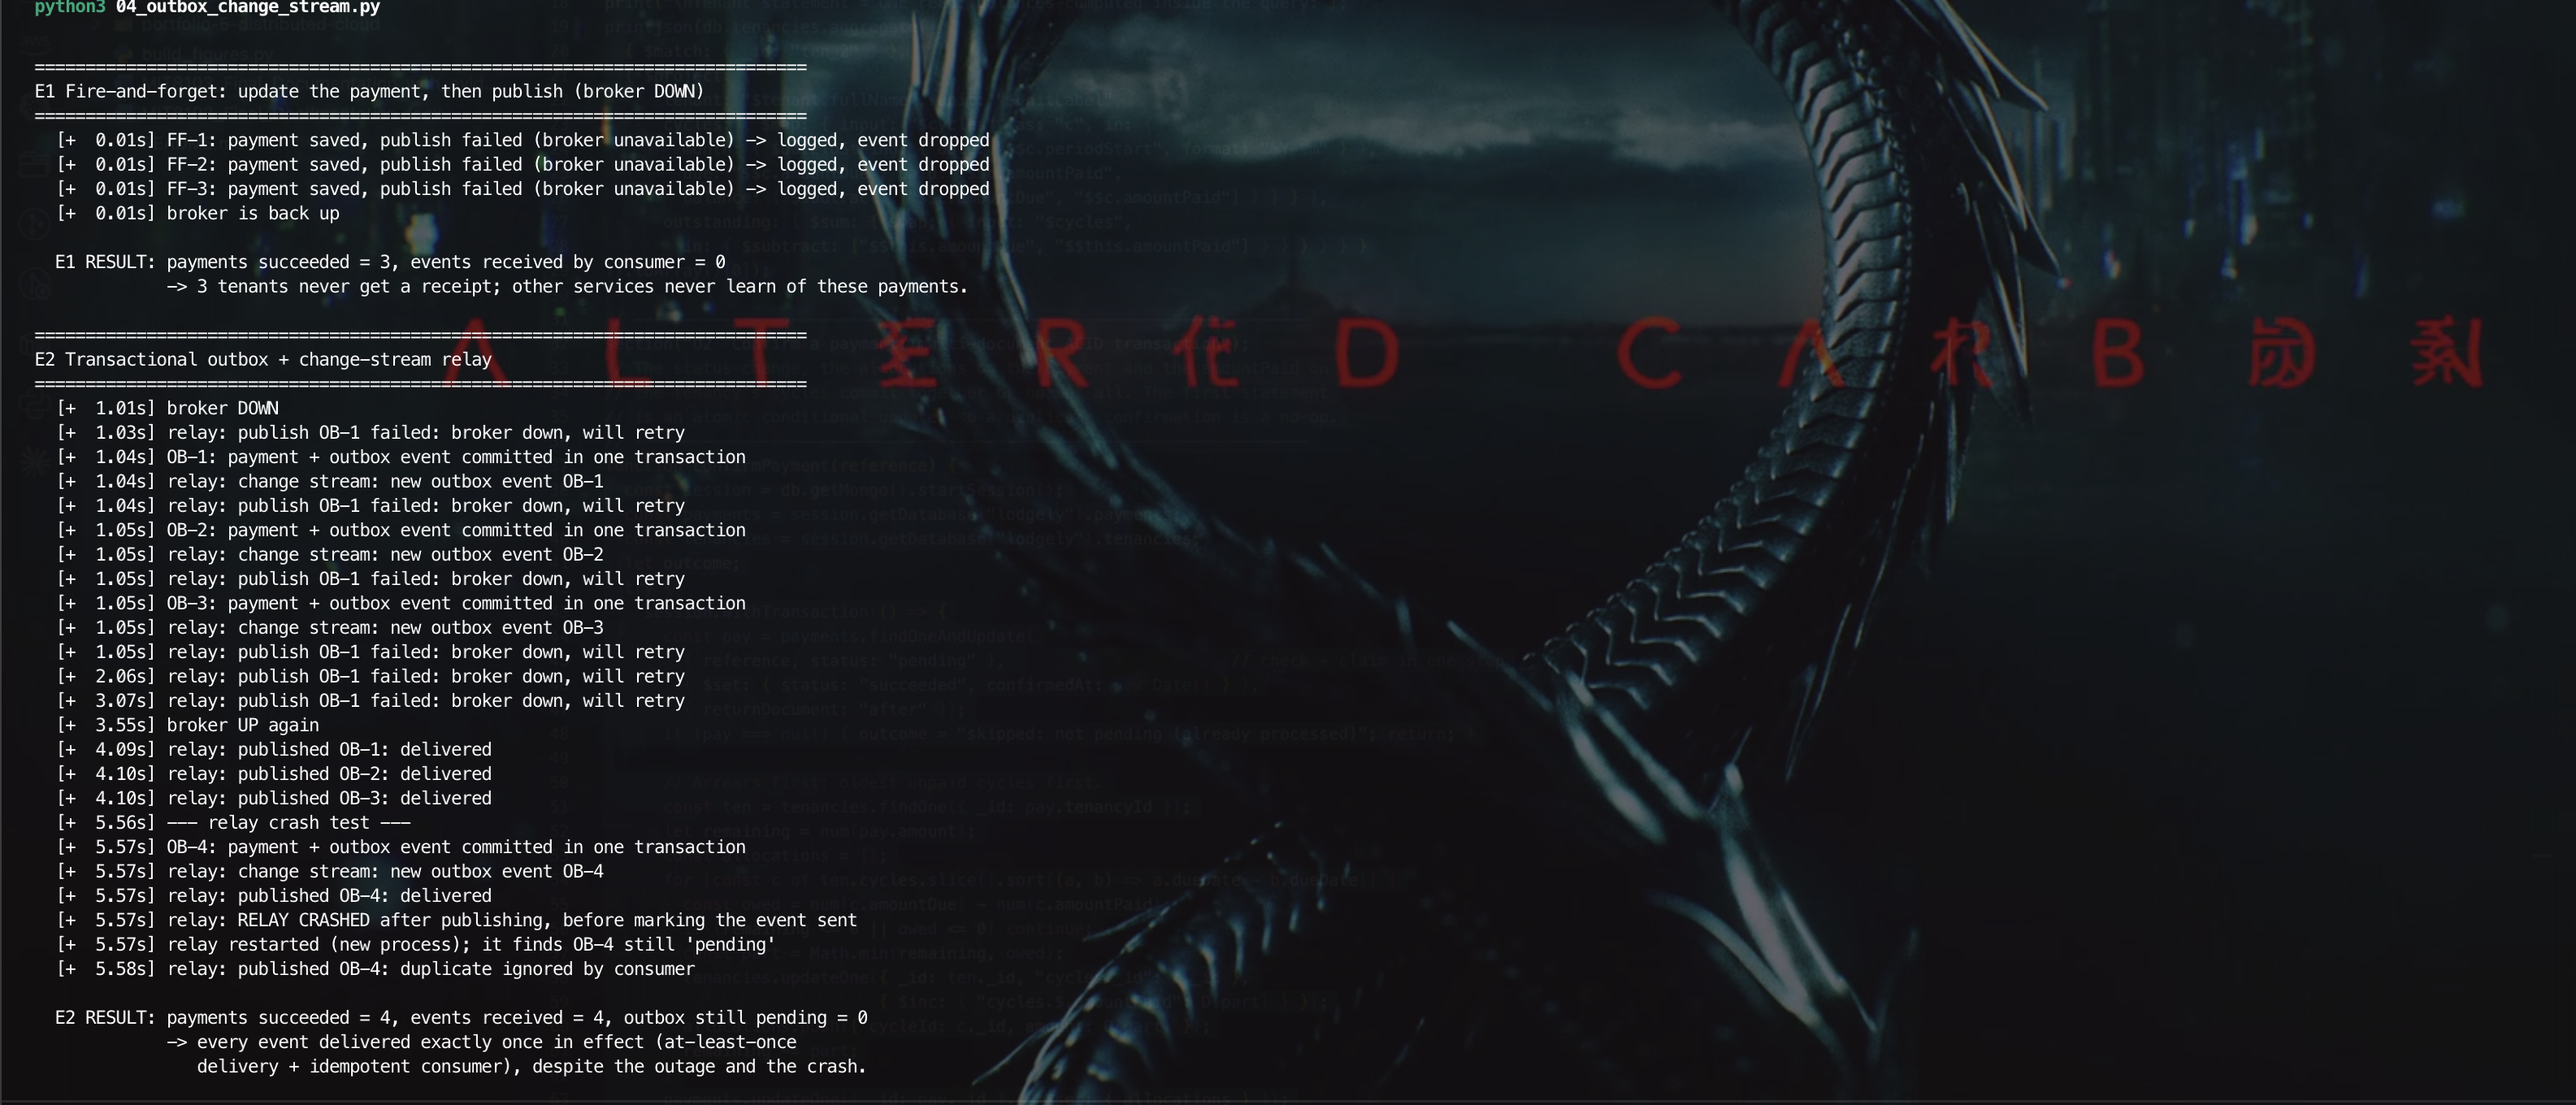 python3 04_outbox_change_stream.py
============================================================================
E1 Fire-and-forget: update the payment, then publish (broker DOWN)
============================================================================
[+  0.01s] FF-1: payment saved, publish failed (broker unavailable) -> logged, event dropped
[+  0.01s] FF-2: payment saved, publish failed (broker unavailable) -> logged, event dropped
[+  0.01s] FF-3: payment saved, publish failed (broker unavailable) -> logged, event dropped
[+  0.01s] broker is back up
E1 RESULT: payments succeeded = 3, events received by consumer = 0
-> 3 tenants never get a receipt; other services never learn of these payments.
============================================================================
E2 Transactional outbox + change-stream relay
============================================================================
[+  1.01s] broker DOWN
[+  1.03s] relay: publish OB-1 failed: broker down, will retry
[+  1.04s] OB-1: payment + outbox event committed in one transaction
[+  1.04s] relay: change stream: new outbox event OB-1
[+  1.04s] relay: publish OB-1 failed: broker down, will retry
[+  1.05s] OB-2: payment + outbox event committed in one transaction
[+  1.05s] relay: change stream: new outbox event OB-2
[+  1.05s] relay: publish OB-1 failed: broker down, will retry
[+  1.05s] OB-3: payment + outbox event committed in one transaction
[+  1.05s] relay: change stream: new outbox event OB-3
[+  1.05s] relay: publish OB-1 failed: broker down, will retry
[+  2.06s] relay: publish OB-1 failed: broker down, will retry
[+  3.07s] relay: publish OB-1 failed: broker down, will retry
[+  3.55s] broker UP again
[+  4.09s] relay: published OB-1: delivered
[+  4.10s] relay: published OB-2: delivered
[+  4.10s] relay: published OB-3: delivered
[+  5.56s] --- relay crash test ---
[+  5.57s] OB-4: payment + outbox event committed in one transaction
[+  5.57s] relay: change stream: new outbox event OB-4
[+  5.57s] relay: published OB-4: delivered
[+  5.57s] relay: RELAY CRASHED after publishing, before marking the event sent
[+  5.57s] relay restarted (new process); it finds OB-4 still 'pending'
[+  5.58s] relay: published OB-4: duplicate ignored by consumer
E2 RESULT: payments succeeded = 4, events received = 4, outbox still pending = 0
-> every event delivered exactly once in effect (at-least-once
delivery + idempotent consumer), despite the outage and the crash.